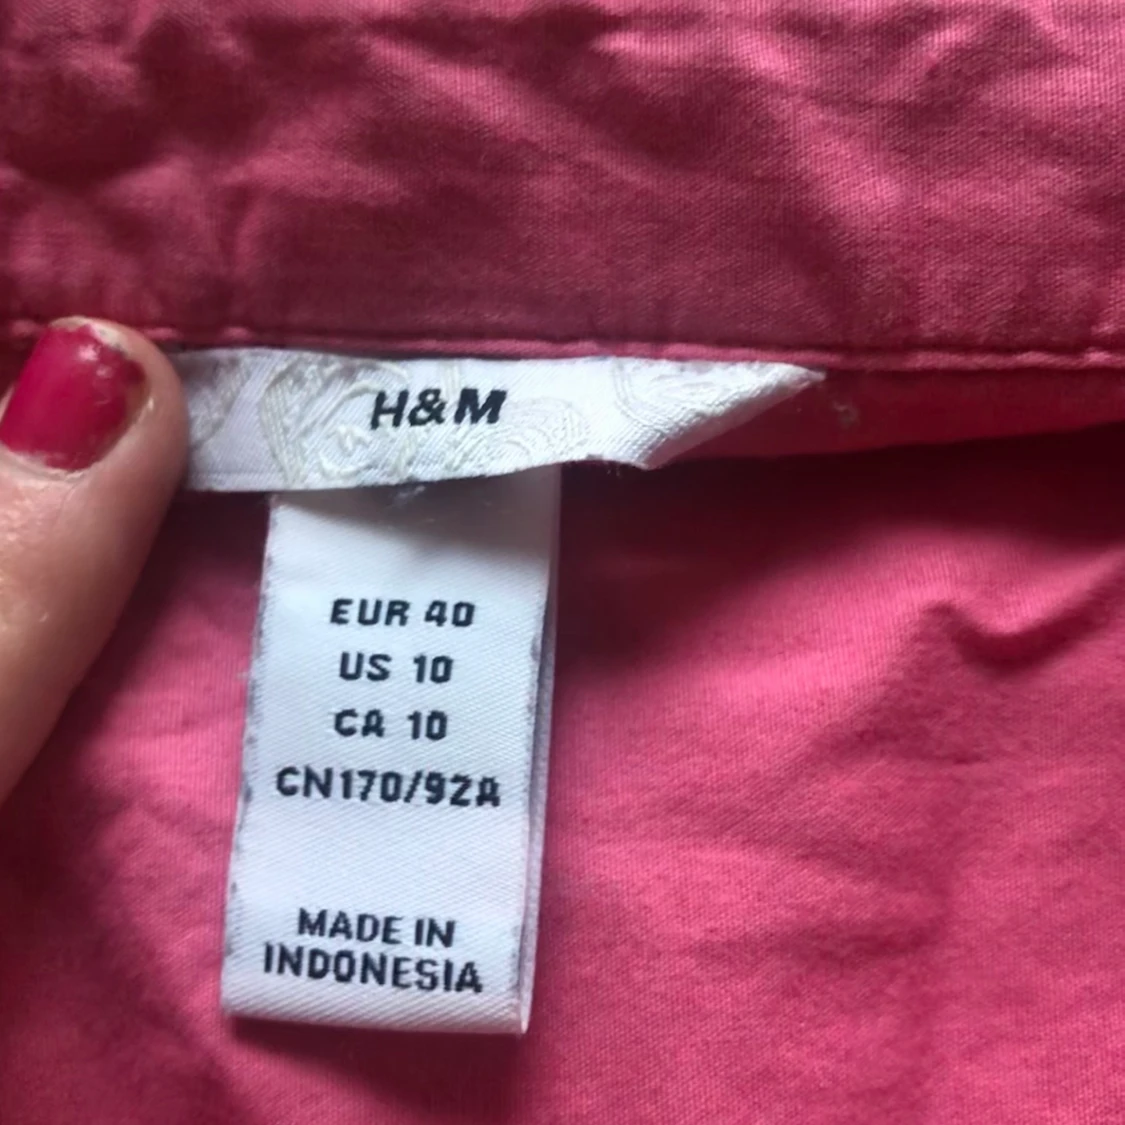 H&M
EUR 40
US 10
CA 10
CN170/92A
MADE IN
INDONESIA